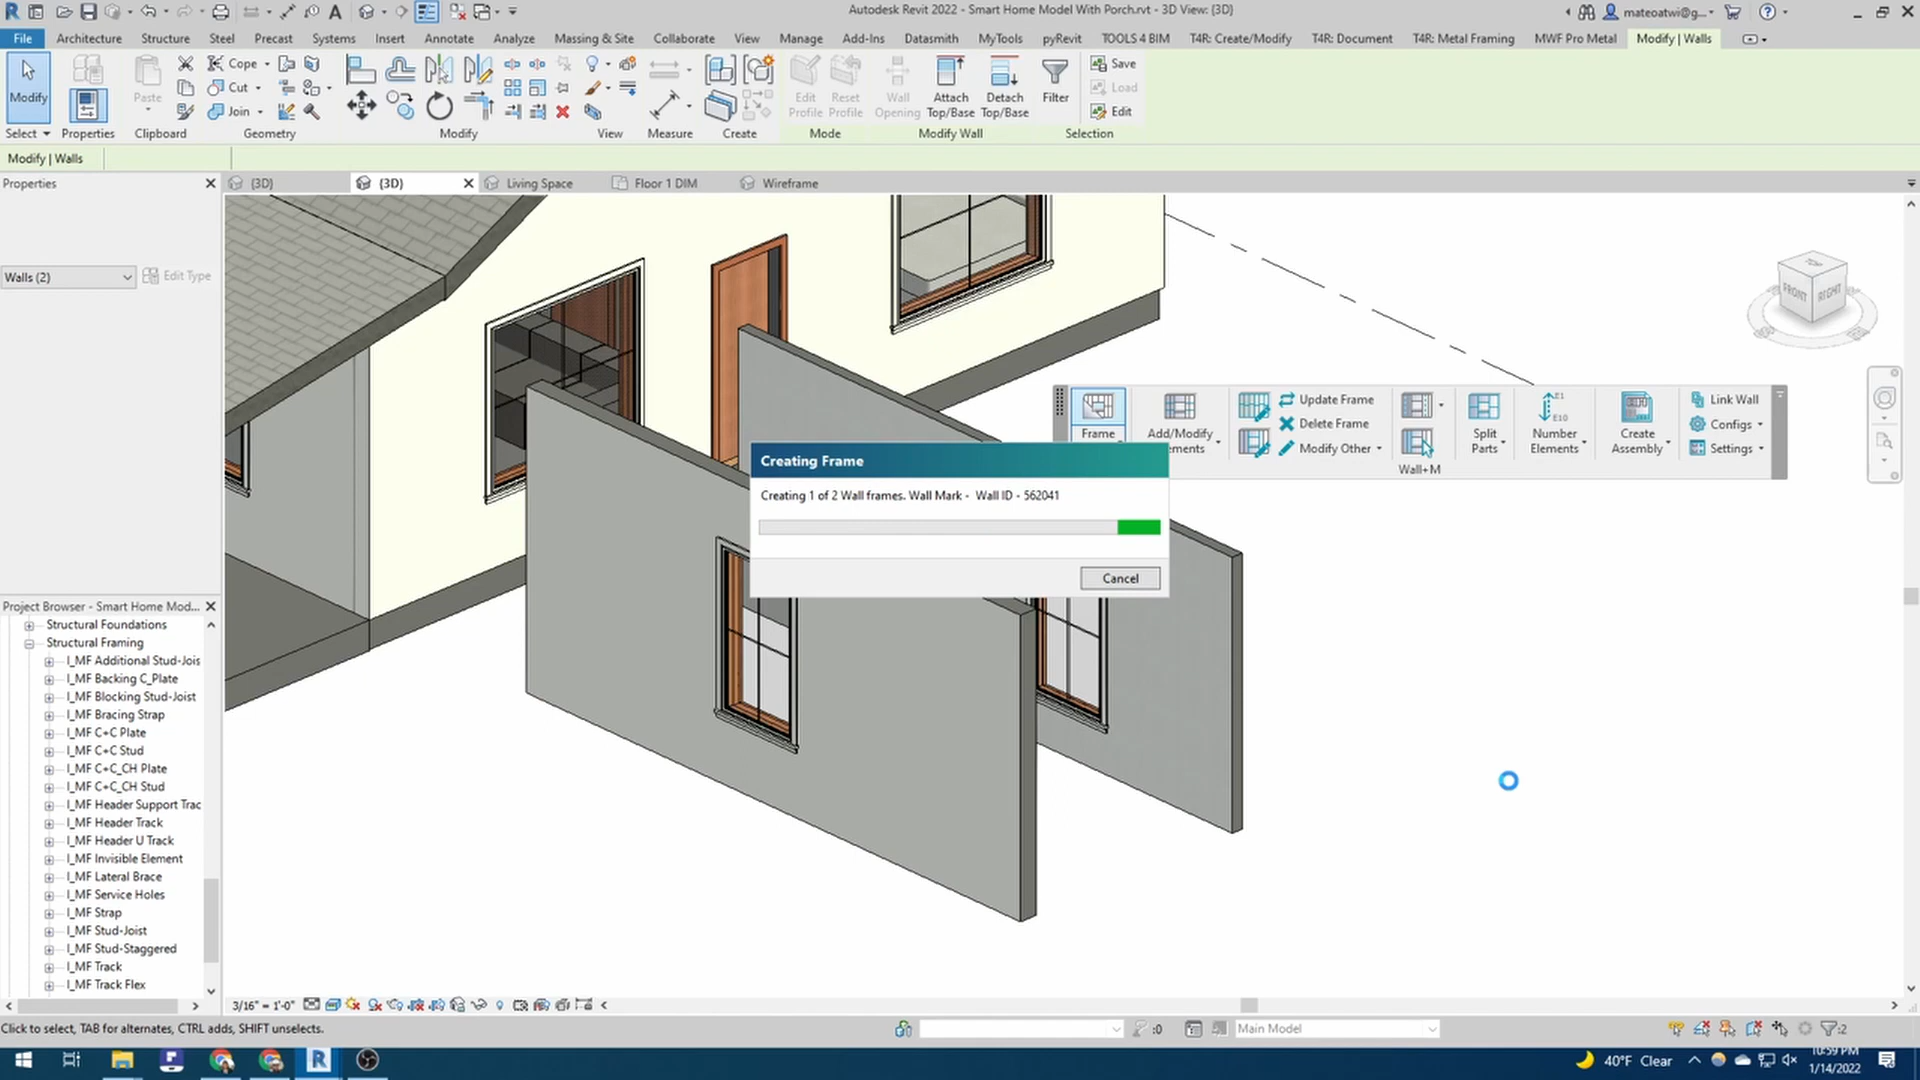 Autodesk Revit 2022 - Smart Home Model With Porch.rvt - 3D View: {3D}
mateoatwi@g...
File Architecture Structure Steel Precast Systems Insert Annotate Analyze Massing & Site Collaborate View Manage Add-Ins Datasmith MyTools pyRevit TOOLS 4 BIM T4R: Create/Modify T4R: Document T4R: Metal Framing MWF Pro Metal Modify | Walls
Modify
Paste
Cope
Cut
Join
Edit Profile
Reset Profile
Wall Opening
Attach Top/Base
Detach Top/Base
Filter
Save
Load
Edit
Select Properties Clipboard Geometry Modify View Measure Create Mode Modify Wall Selection
Modify | Walls
Properties
{3D}
{3D}
Living Space
Floor 1 DIM
Wireframe
Walls (2)
Edit Type
TOP
FRONT
RIGHT
Frame
Add/Modify
ements
Update Frame
Delete Frame
Modify Other
Wall+M
Split Parts
E1
E10
Number Elements
Create Assembly
Link Wall
Configs
Settings
Creating Frame
Creating 1 of 2 Wall frames. Wall Mark - Wall ID - 562041
Cancel
Project Browser - Smart Home Mod...
Structural Foundations
Structural Framing
I_MF Additional Stud-Jois
I_MF Backing C_Plate
I_MF Blocking Stud-Joist
I_MF Bracing Strap
I_MF C+C Plate
I_MF C+C Stud
I_MF C+C_CH Plate
I_MF C+C_CH Stud
I_MF Header Support Trac
I_MF Header Track
I_MF Header U Track
I_MF Invisible Element
I_MF Lateral Brace
I_MF Service Holes
I_MF Strap
I_MF Stud-Joist
I_MF Stud-Staggered
I_MF Track
I_MF Track Flex
3/16" = 1'-0"
Click to select, TAB for alternates, CTRL adds, SHIFT unselects.
:0
Main Model
:2
40°F Clear
10:59 PM
1/14/2022